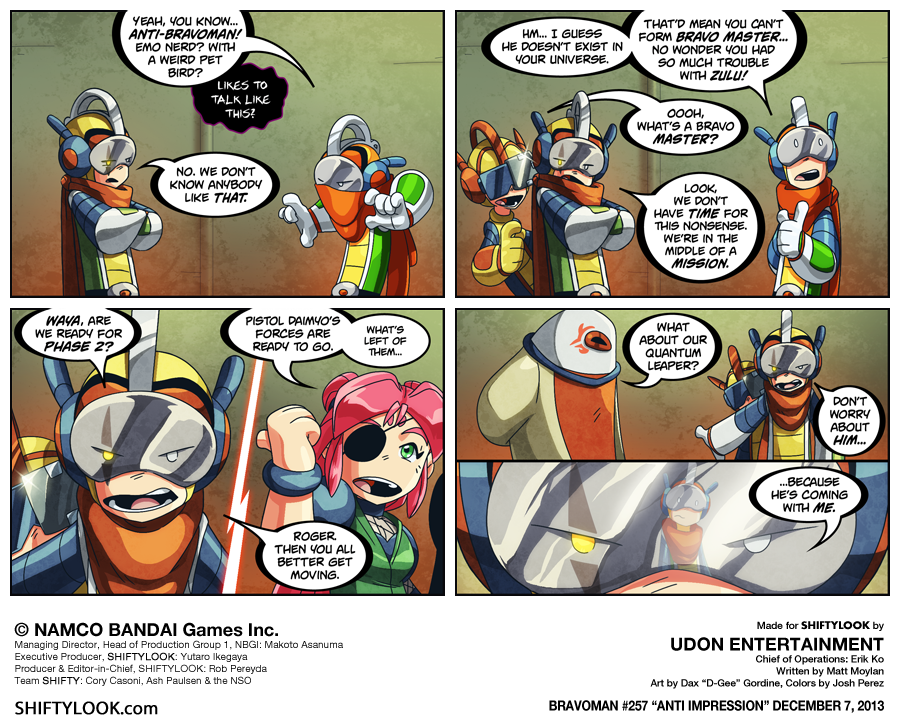 YEAH, YOU KNOW...
ANTI-BRAVOMAN!
EMO NERD? WITH
A WEIRD PET
BIRD?
LIKES TO
TALK LIKE
THIS?
NO. WE DON'T
KNOW ANYBODY
LIKE THAT.
HM... I GUESS
HE DOESN'T EXIST IN
YOUR UNIVERSE.
THAT'D MEAN YOU CAN'T
FORM BRAVO MASTER...
NO WONDER YOU HAD
SO MUCH TROUBLE
WITH ZULU!
OOOH,
WHAT'S A BRAVO
MASTER?
LOOK,
WE DON'T
HAVE TIME FOR
THIS NONSENSE.
WE'RE IN THE
MIDDLE OF A
MISSION.
WAYA, ARE
WE READY FOR
PHASE 2?
PISTOL DAIMYO'S
FORCES ARE
READY TO GO.
WHAT'S
LEFT OF
THEM...
ROGER.
THEN YOU ALL
BETTER GET
MOVING.
WHAT
ABOUT OUR
QUANTUM
LEAPER?
DON'T
WORRY
ABOUT
HIM...
...BECAUSE
HE'S COMING
WITH ME.
© NAMCO BANDAI Games Inc.
Managing Director, Head of Production Group 1, NBGI: Makoto Asanuma
Executive Producer, SHIFTYLOOK: Yutaro Ikegaya
Producer & Editor-in-Chief, SHIFTYLOOK: Rob Pereyda
Team SHIFTY: Cory Casoni, Ash Paulsen & the NSO
SHIFTYLOOK.com
Made for SHIFTYLOOK by
UDON ENTERTAINMENT
Chief of Operations: Erik Ko
Written by Matt Moylan
Art by Dax "D-Gee" Gordine, Colors by Josh Perez
BRAVOMAN #257 "ANTI IMPRESSION" DECEMBER 7, 2013